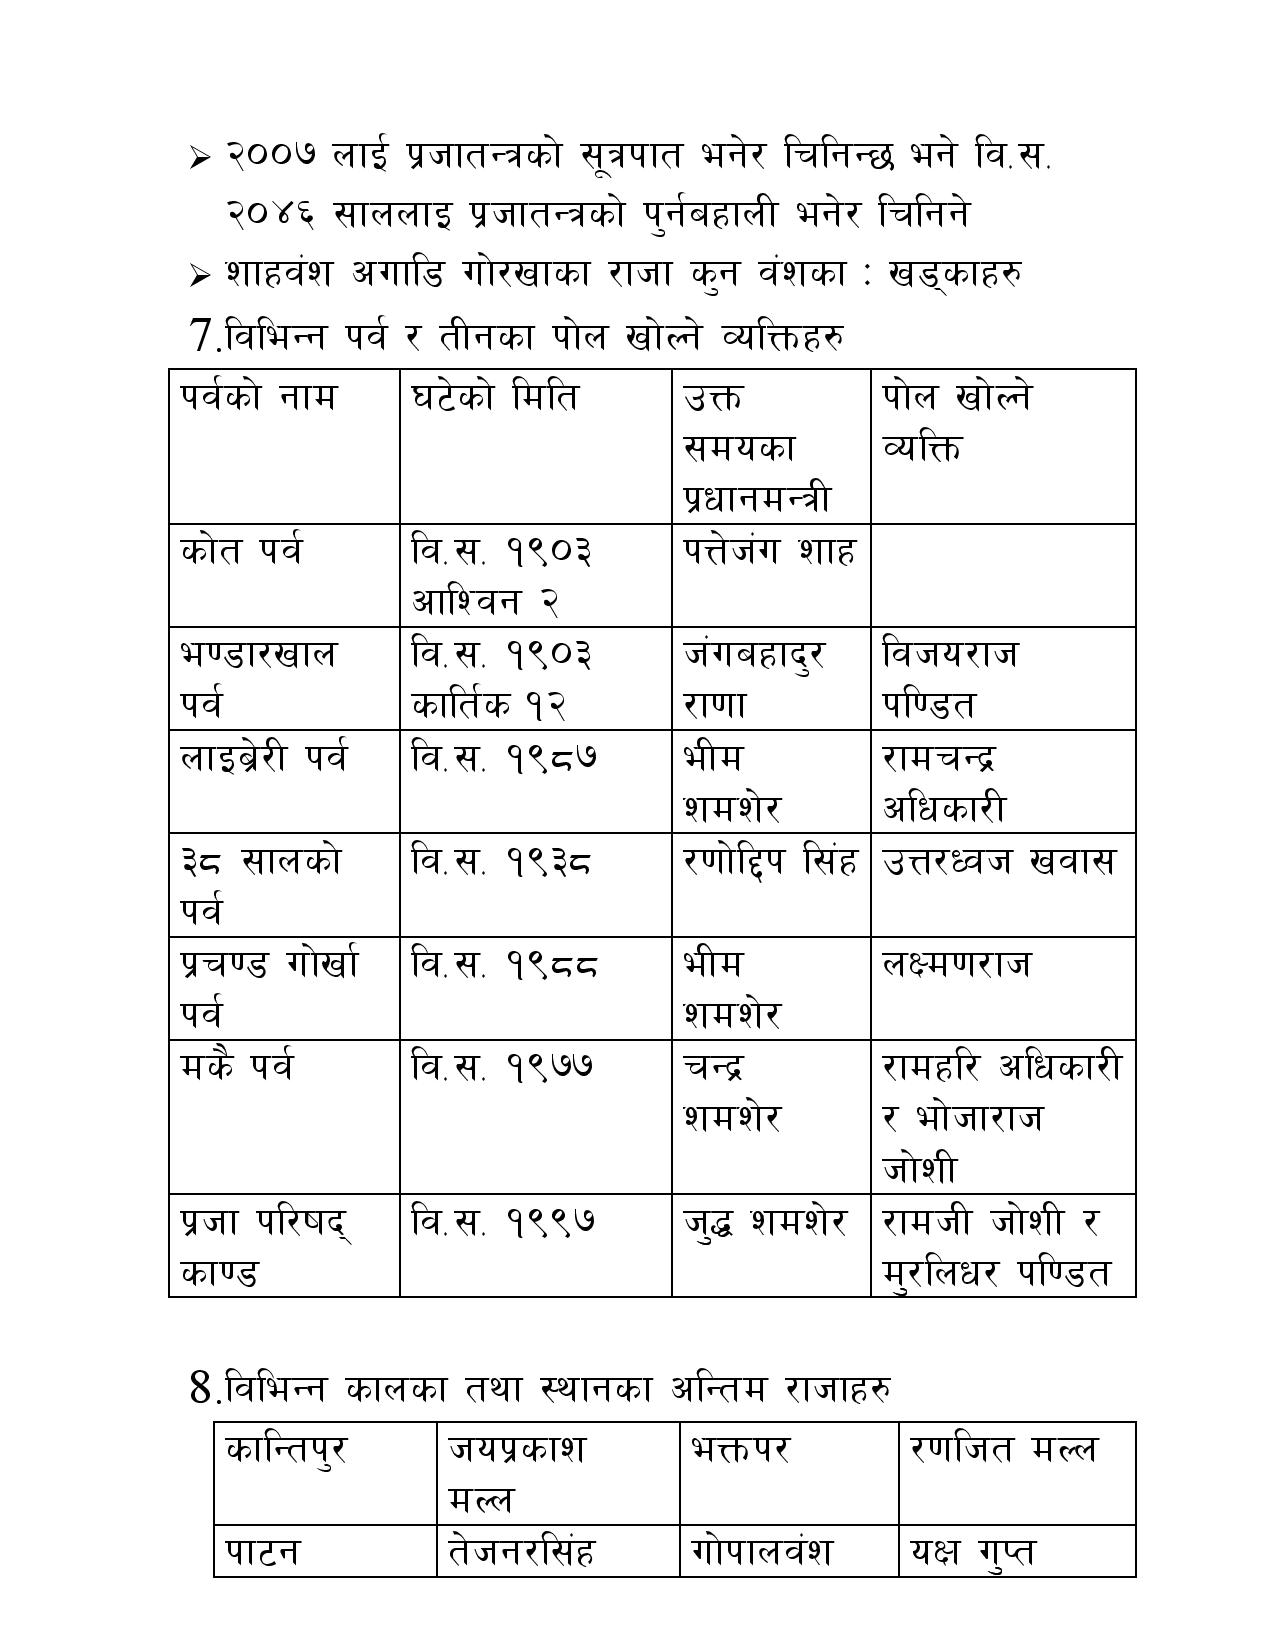 ➢ २००७ लाई प्रजातन्त्रको सूत्रपात भनेर चिनिन्छ भने वि.स.
२०४६ साललाइ प्रजातन्त्रको पुर्नबहाली भनेर चिनिने
➢ शाहवंश अगाडि गोरखाका राजा कुन वंशका : खड्काहरु
7.विभिन्न पर्व र तीनका पोल खोल्ने व्यक्तिहरु
पर्वको नाम घटेको मिति उक्त पोल खोल्ने
समयका व्यक्ति
प्रधानमन्त्री
कोत पर्व वि.स. १९०३ पत्तेजंग शाह
आश्विन २
भण्डारखाल वि.स. १९०३ जंगबहादुर विजयराज
पर्व कार्तिक १२ राणा पण्डित
लाइब्रेरी पर्व वि.स. १९८७ भीम रामचन्द्र
शमशेर अधिकारी
३८ सालको वि.स. १९३८ रणोद्दिप सिंह उत्तरध्वज खवास
पर्व
प्रचण्ड गोर्खा वि.स. १९८८ भीम लक्ष्मणराज
पर्व शमशेर
मकै पर्व वि.स. १९७७ चन्द्र रामहरि अधिकारी
शमशेर र भोजाराज
जोशी
प्रजा परिषद् वि.स. १९९७ जुद्ध शमशेर रामजी जोशी र
काण्ड मुरलिधर पण्डित
8.विभिन्न कालका तथा स्थानका अन्तिम राजाहरु
कान्तिपुर जयप्रकाश भक्तपर रणजित मल्ल
मल्ल
पाटन तेजनरसिंह गोपालवंश यक्ष गुप्त